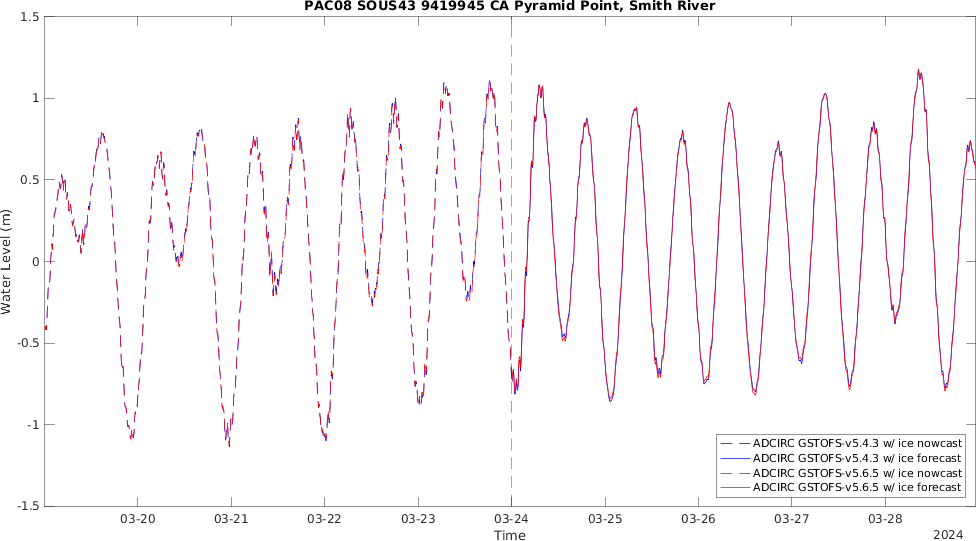 PAC08 SOUS43 9419945 CA Pyramid Point, Smith River
1.5
1
0.5
0
-0.5
-1
-1.5
Water Level (m)
03-20 03-21 03-22 03-23 03-24 03-25 03-26 03-27 03-28
Time
2024
ADCIRC GSTOFS-v5.4.3 w/ ice nowcast
ADCIRC GSTOFS-v5.4.3 w/ ice forecast
ADCIRC GSTOFS-v5.6.5 w/ ice nowcast
ADCIRC GSTOFS-v5.6.5 w/ ice forecast